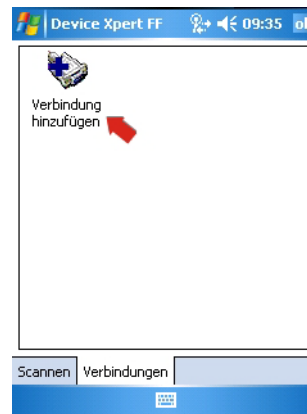 Device Xpert FF 09:35 ok
Verbindung
hinzufügen
Scannen Verbindungen